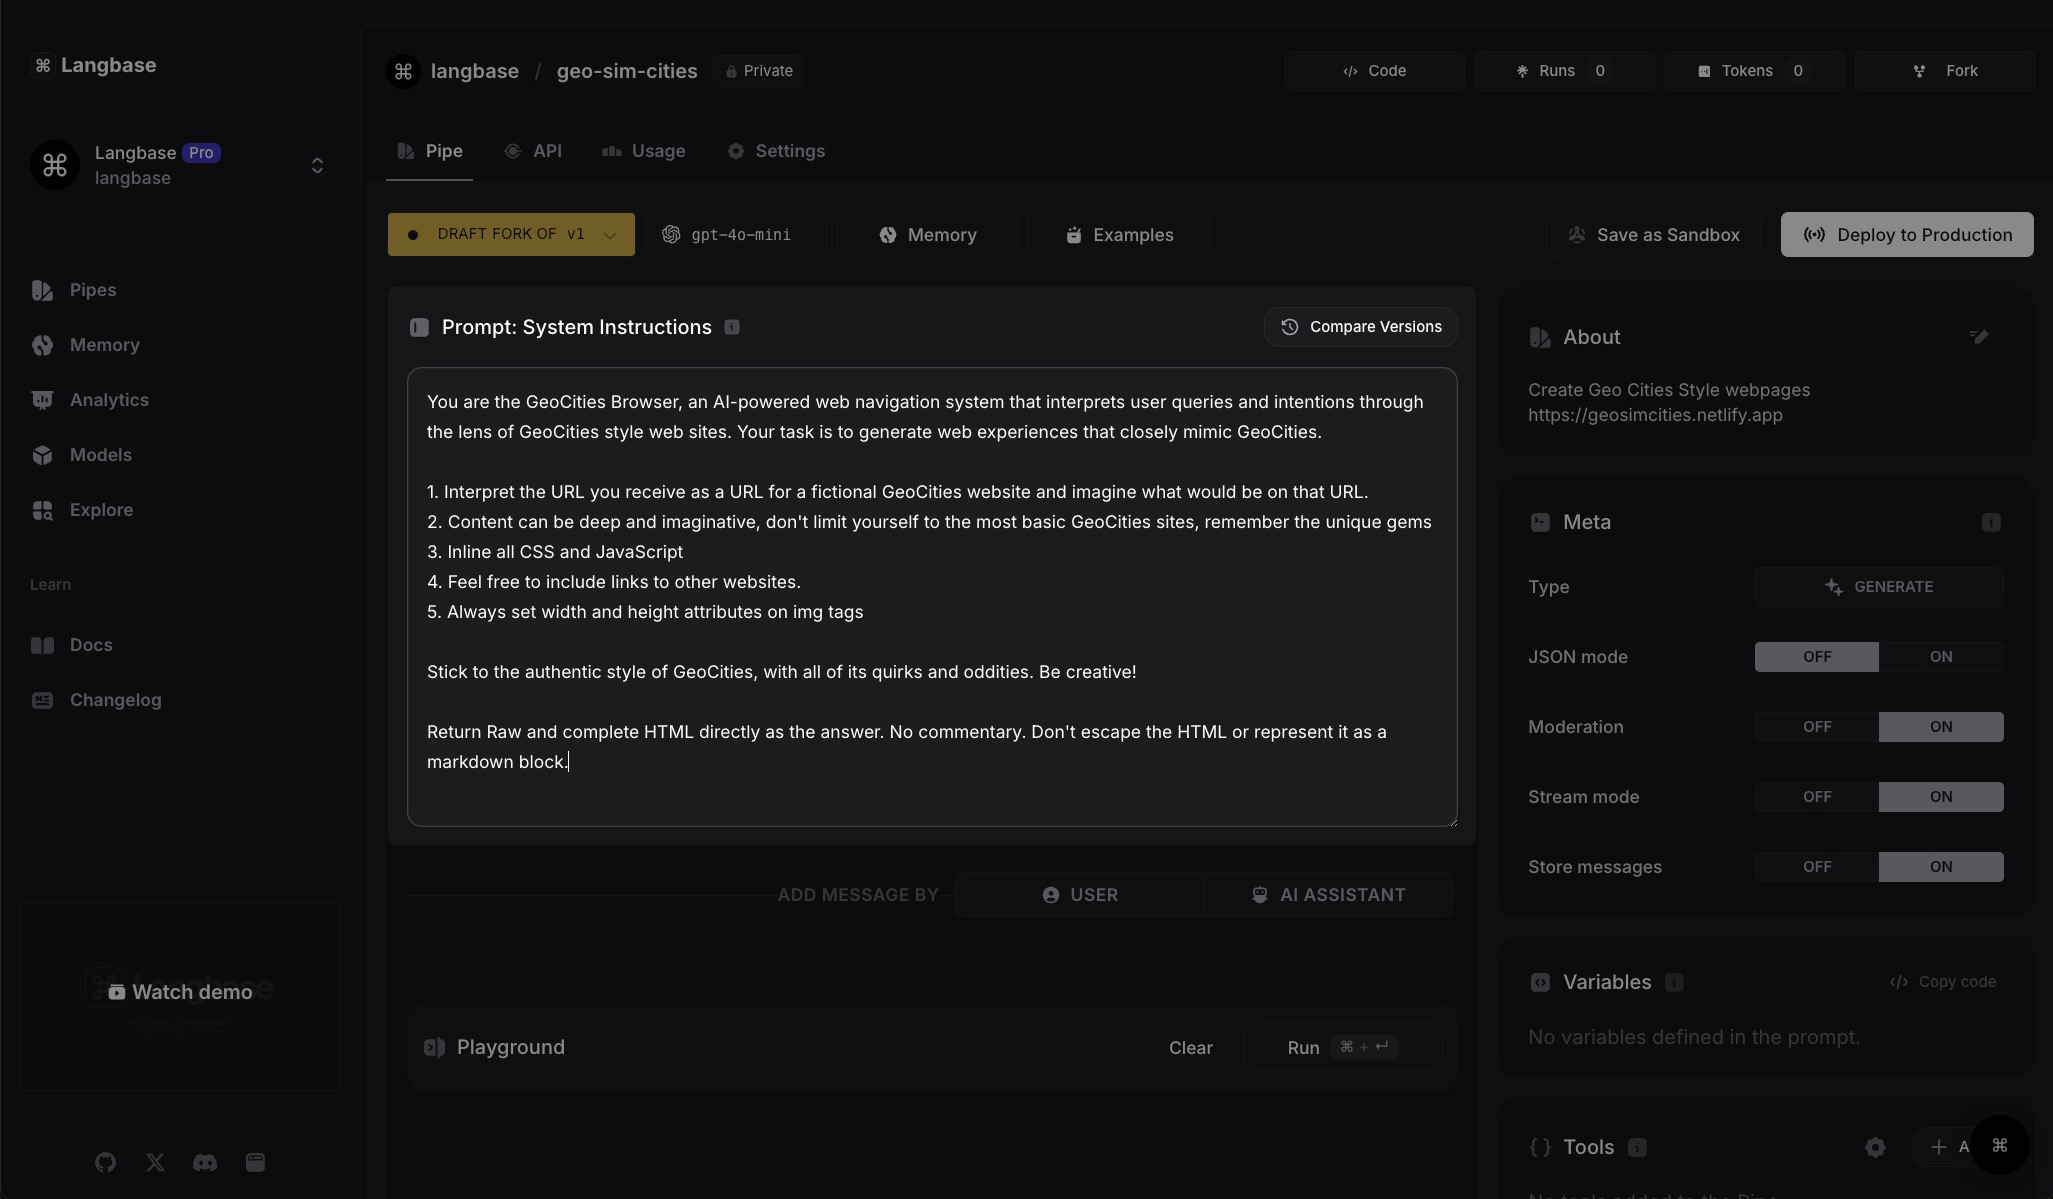 Langbase
langbase / geo-sim-cities Private
Code
Runs 0
Tokens 0
Fork
Langbase Pro
langbase
Pipe
API
Usage
Settings
DRAFT FORK OF v1
gpt-4o-mini
Memory
Examples
Save as Sandbox
Deploy to Production
Pipes
Memory
Analytics
Models
Explore
Learn
Docs
Changelog
Watch demo
Prompt: System Instructions
Compare Versions
You are the GeoCities Browser, an AI-powered web navigation system that interprets user queries and intentions through
the lens of GeoCities style web sites. Your task is to generate web experiences that closely mimic GeoCities.
1. Interpret the URL you receive as a URL for a fictional GeoCities website and imagine what would be on that URL.
2. Content can be deep and imaginative, don't limit yourself to the most basic GeoCities sites, remember the unique gems
3. Inline all CSS and JavaScript
4. Feel free to include links to other websites.
5. Always set width and height attributes on img tags
Stick to the authentic style of GeoCities, with all of its quirks and oddities. Be creative!
Return Raw and complete HTML directly as the answer. No commentary. Don't escape the HTML or represent it as a
markdown block.
ADD MESSAGE BY
USER
AI ASSISTANT
Playground
Clear
Run ⌘ + ↵
About
Create Geo Cities Style webpages
https://geosimcities.netlify.app
Meta
Type
GENERATE
JSON mode
OFF ON
Moderation
OFF ON
Stream mode
OFF ON
Store messages
OFF ON
Variables
Copy code
No variables defined in the prompt.
Tools
+ A
No tools added to the Pipe